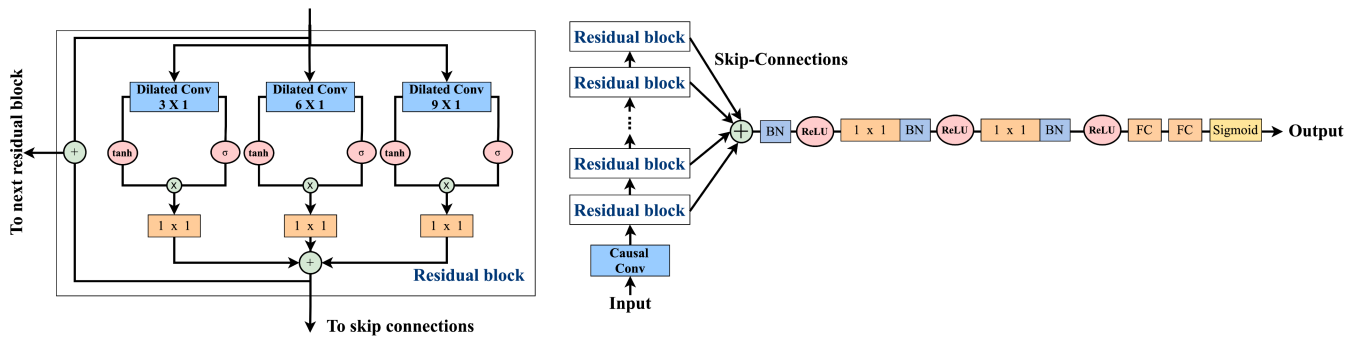 To next residual block
Dilated Conv
3 X 1
Dilated Conv
6 X 1
Dilated Conv
9 X 1
+
tanh
σ
tanh
σ
tanh
σ
X
X
X
1 x 1
1 x 1
1 x 1
+
Residual block
To skip connections
Residual block
Residual block
Residual block
Residual block
Causal
Conv
Input
Skip-Connections
+
BN
ReLU
1 x 1
BN
ReLU
1 x 1
BN
ReLU
FC
FC
Sigmoid
Output